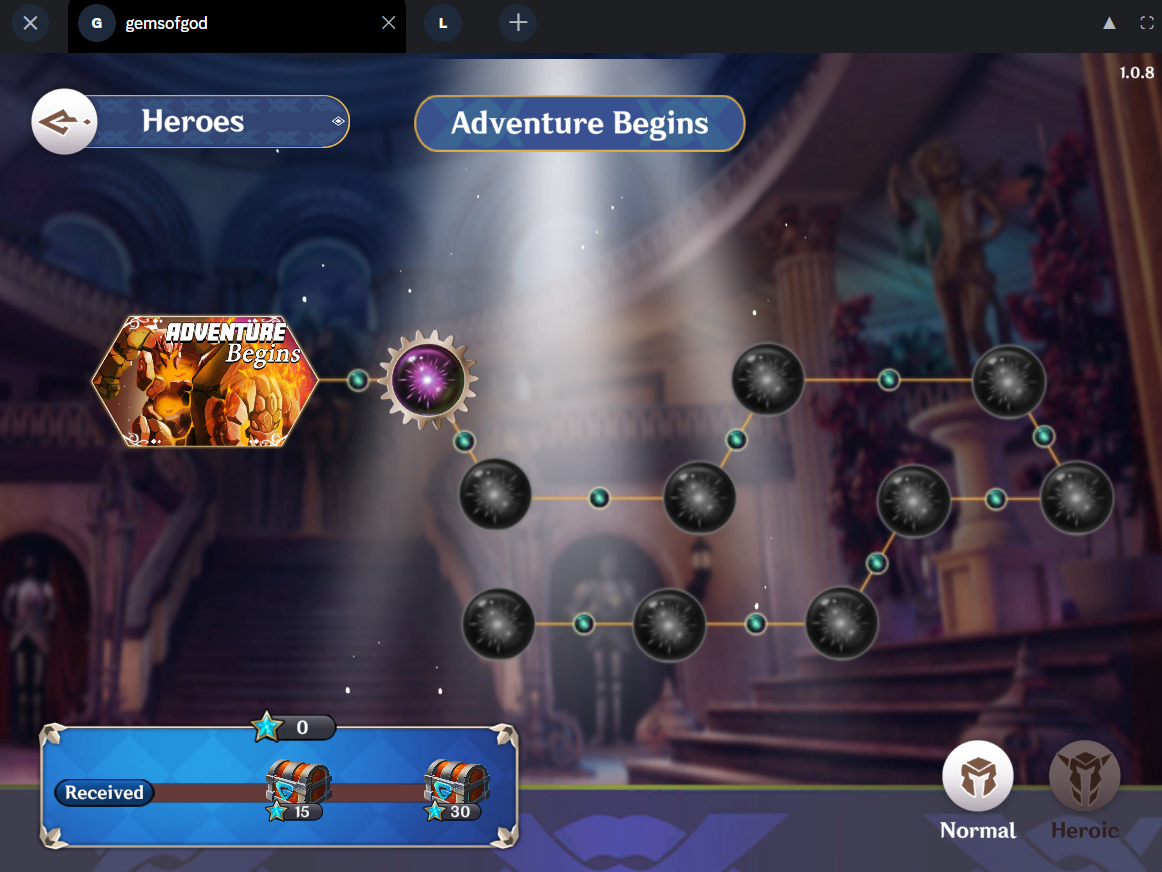 G gemsofgod L
1.0.8
Heroes
Adventure Begins
ADVENTURE
Begins
0
Received
15
30
Normal
Heroic